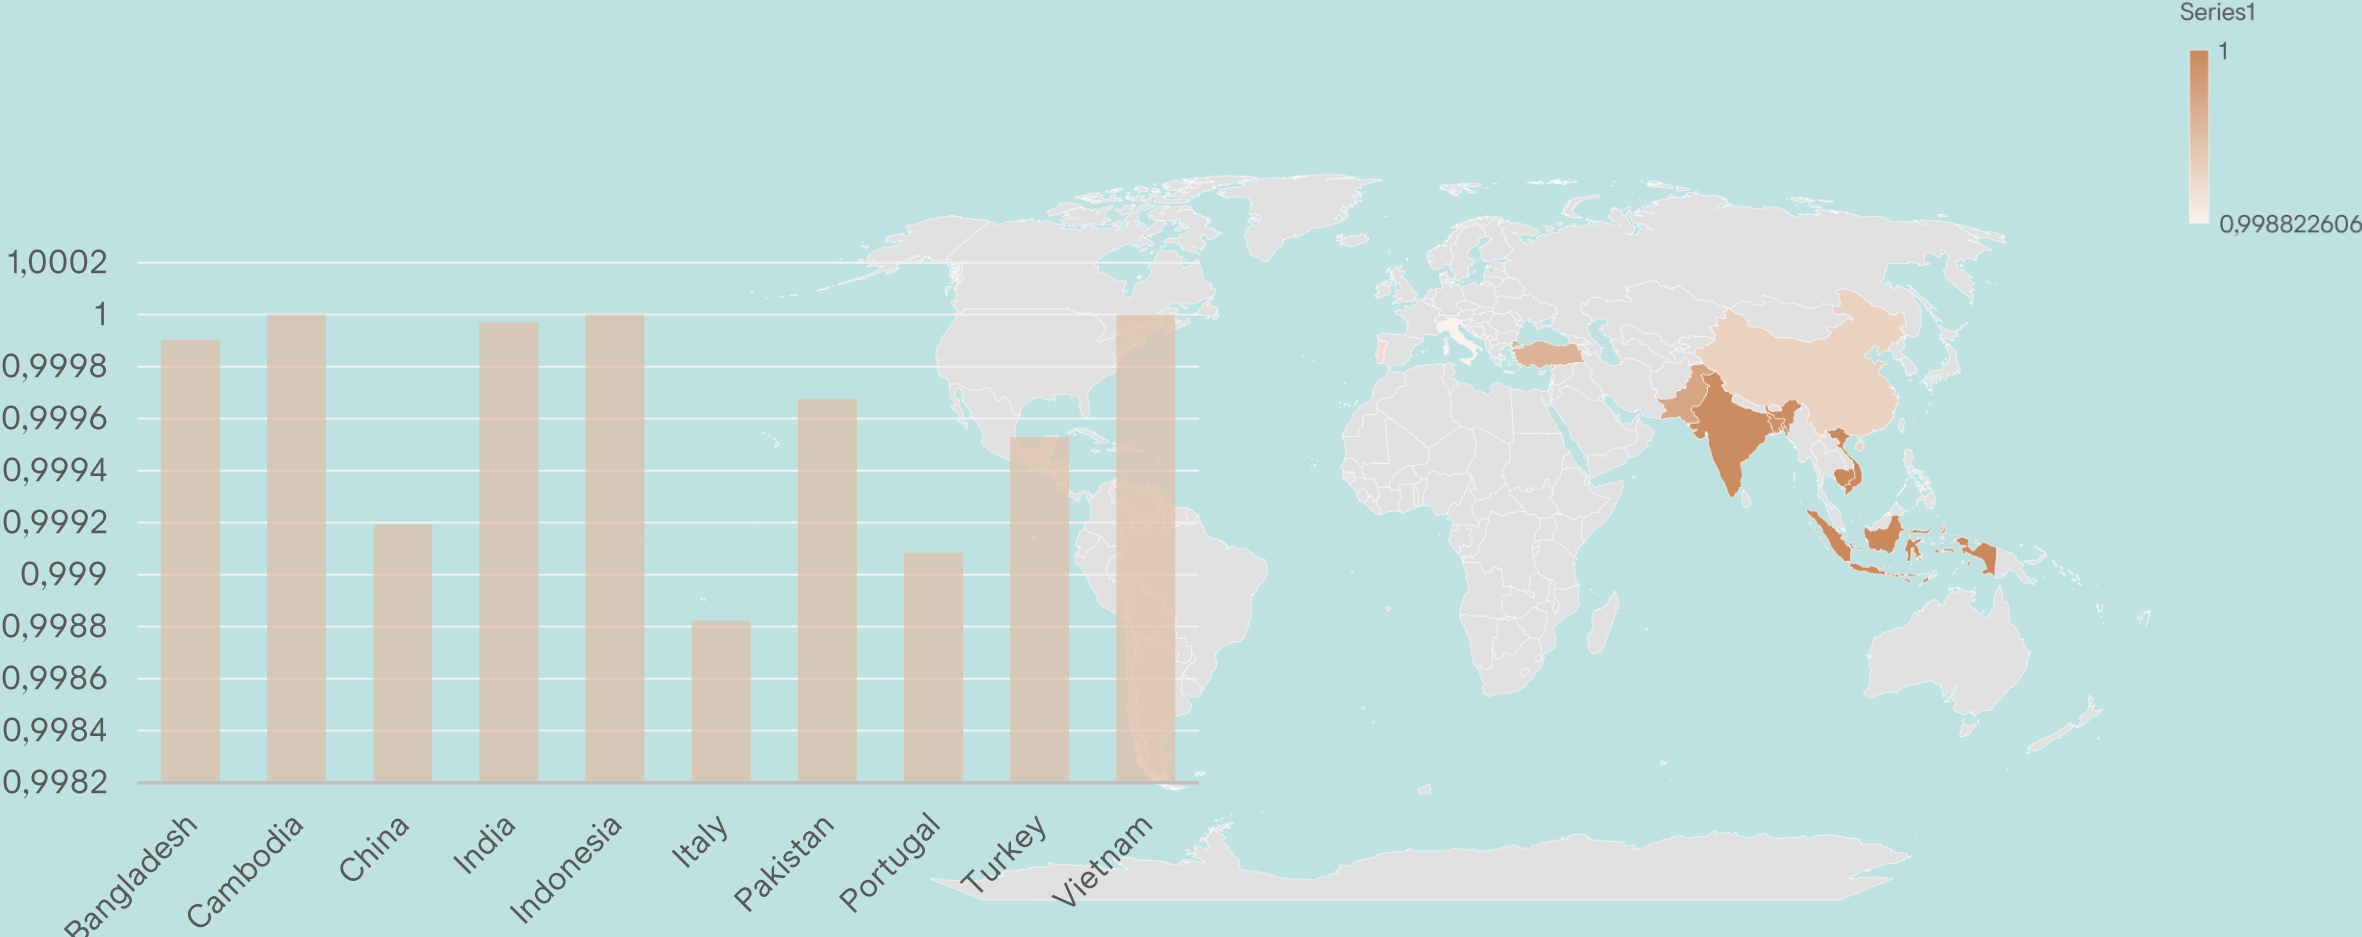 Series1
1
0,998822606
1,0002
1
0,9998
0,9996
0,9994
0,9992
0,999
0,9988
0,9986
0,9984
0,9982
Bangladesh
Cambodia
China
India
Indonesia
Italy
Pakistan
Portugal
Turkey
Vietnam